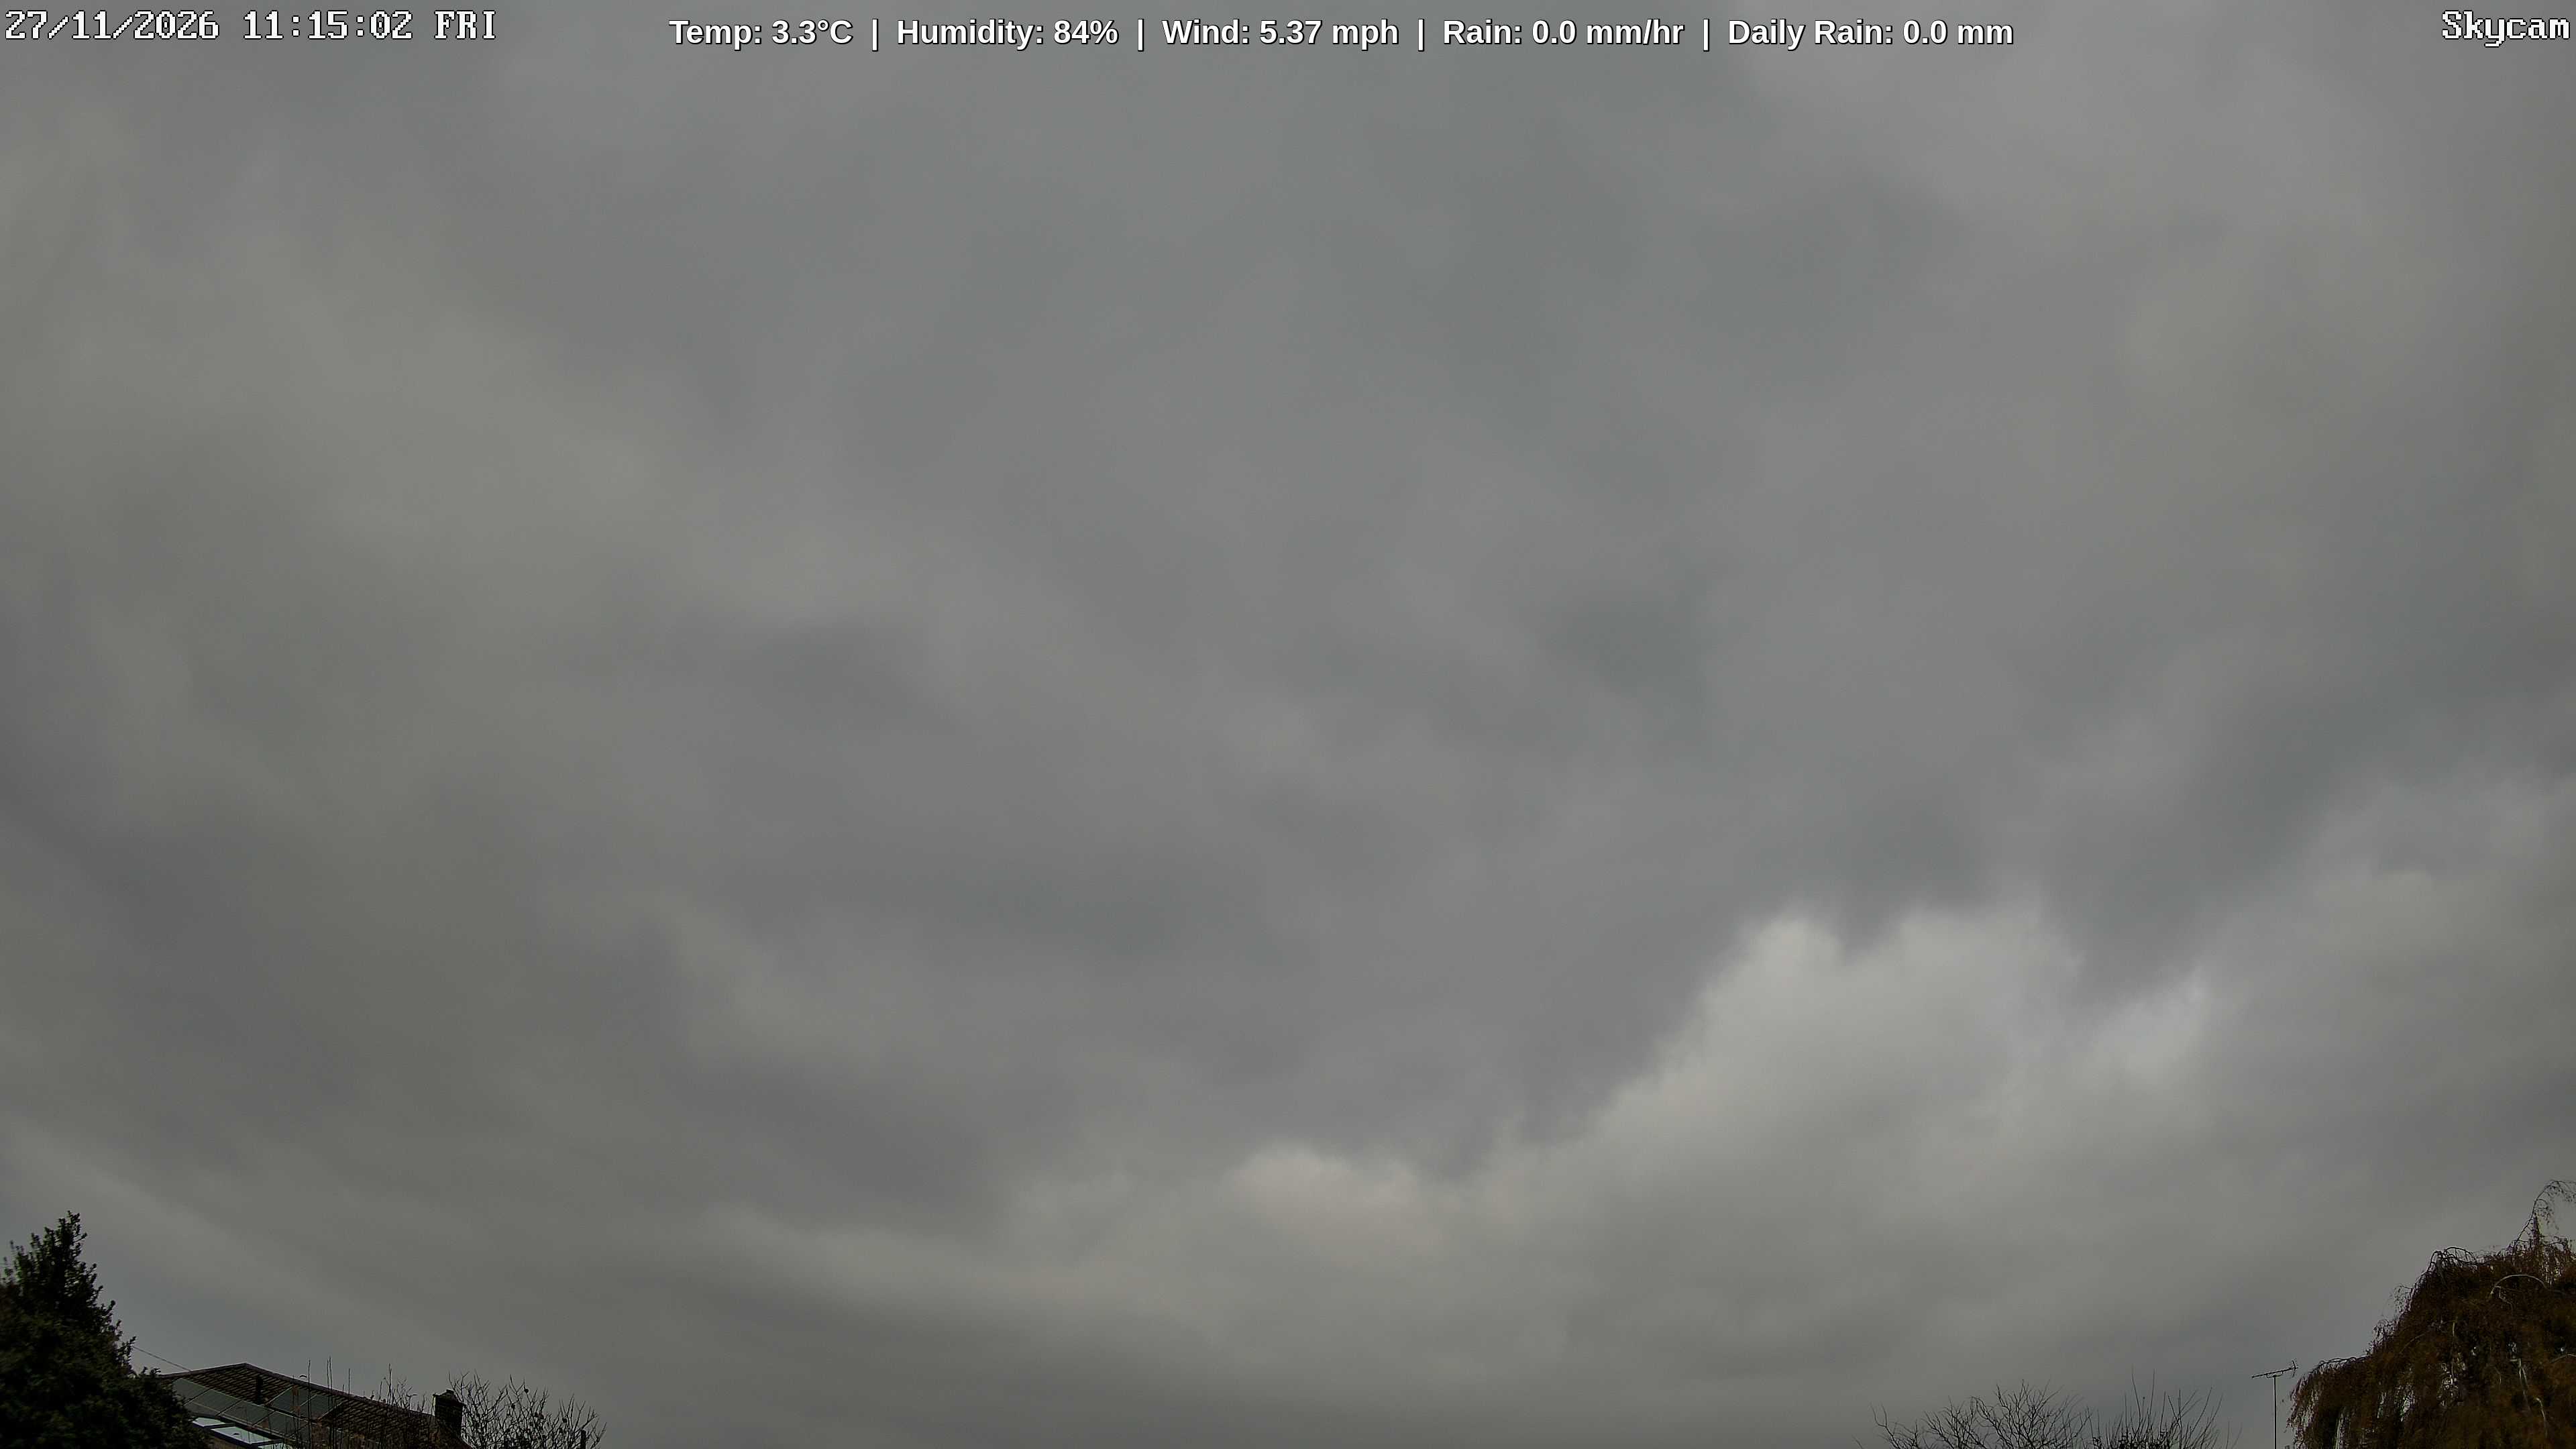 27/11/2026 11:15:02 FRI
Temp: 3.3°C | Humidity: 84% | Wind: 5.37 mph | Rain: 0.0 mm/hr | Daily Rain: 0.0 mm
Skycam